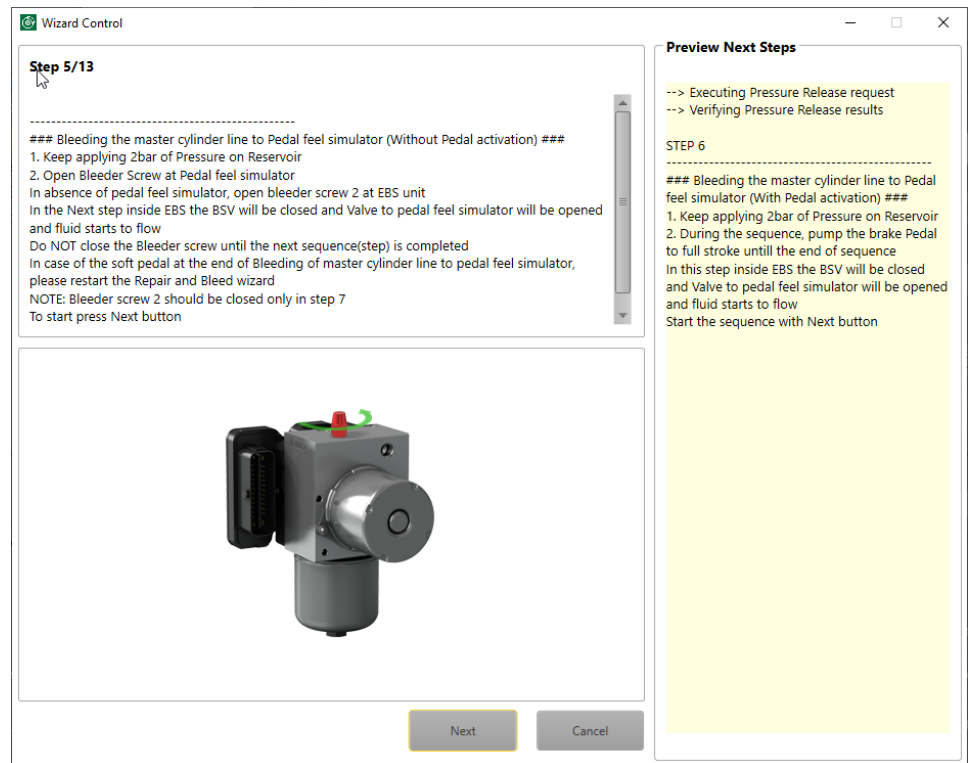 Wizard Control
Step 5/13
-------------------------------------------------
### Bleeding the master cylinder line to Pedal feel simulator (Without Pedal activation) ###
1. Keep applying 2bar of Pressure on Reservoir
2. Open Bleeder Screw at Pedal feel simulator
In absence of pedal feel simulator, open bleeder screw 2 at EBS unit
In the Next step inside EBS the BSV will be closed and Valve to pedal feel simulator will be opened
and fluid starts to flow
Do NOT close the Bleeder screw until the next sequence(step) is completed
In case of the soft pedal at the end of Bleeding of master cylinder line to pedal feel simulator,
please restart the Repair and Bleed wizard
NOTE: Bleeder screw 2 should be closed only in step 7
To start press Next button
Next
Cancel
Preview Next Steps
--> Executing Pressure Release request
--> Verifying Pressure Release results
STEP 6
-------------------------------------------------
### Bleeding the master cylinder line to Pedal
feel simulator (With Pedal activation) ###
1. Keep applying 2bar of Pressure on Reservoir
2. During the sequence, pump the brake Pedal
to full stroke untill the end of sequence
In this step inside EBS the BSV will be closed
and Valve to pedal feel simulator will be opened
and fluid starts to flow
Start the sequence with Next button